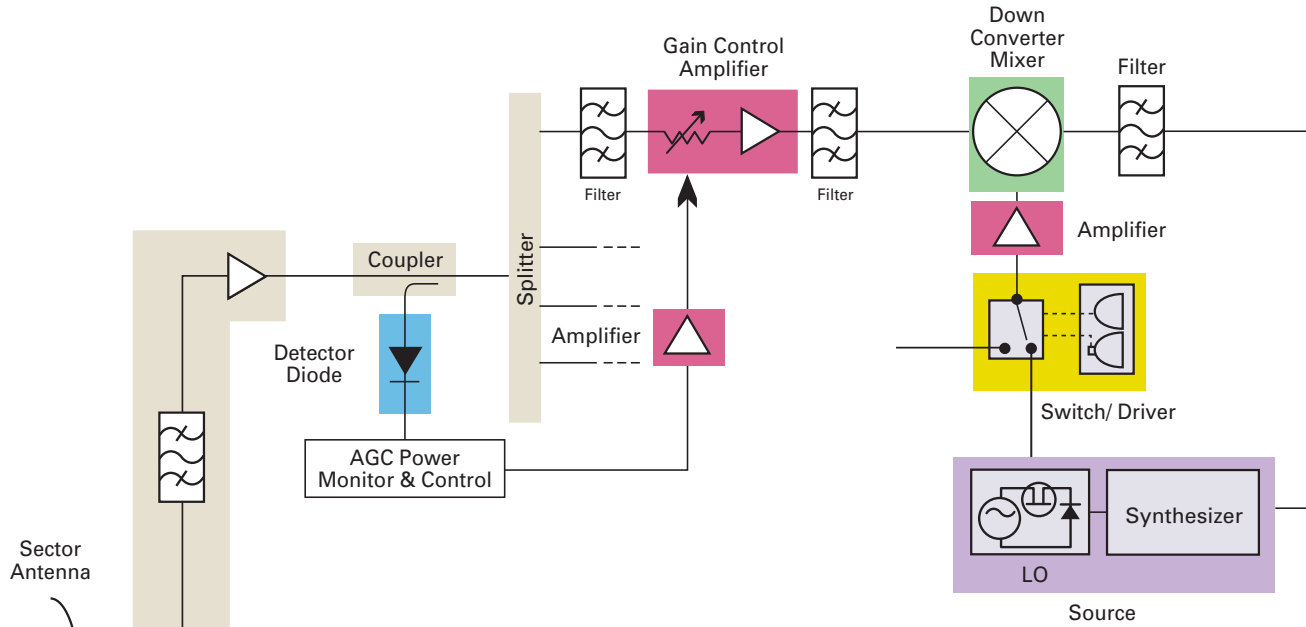 Down
Converter
Mixer
Gain Control
Amplifier
Filter
Filter
Filter
Amplifier
Coupler
Splitter
Amplifier
Detector
Diode
Switch/ Driver
AGC Power
Monitor & Control
Synthesizer
Sector
Antenna
LO
Source